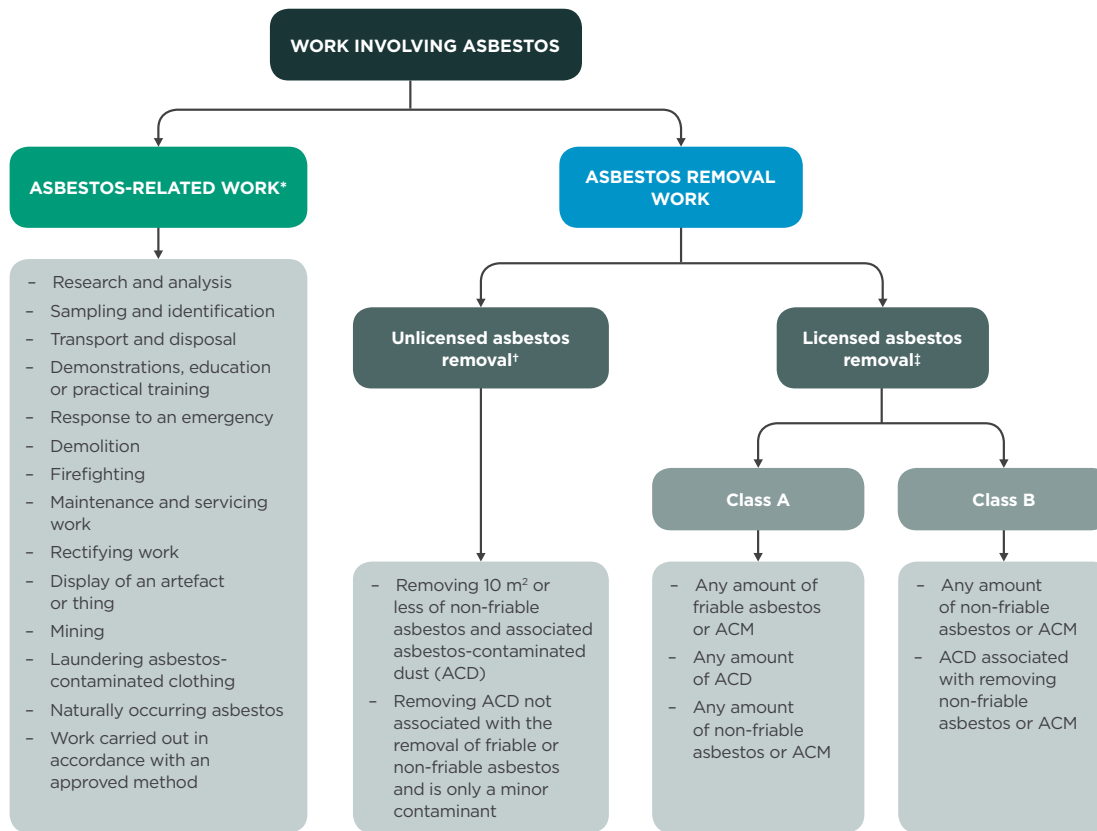 WORK INVOLVING ASBESTOS
ASBESTOS-RELATED WORK*
– Research and analysis
– Sampling and identification
– Transport and disposal
– Demonstrations, education
or practical training
– Response to an emergency
– Demolition
– Firefighting
– Maintenance and servicing
work
– Rectifying work
– Display of an artefact
or thing
– Mining
– Laundering asbestos-
contaminated clothing
– Naturally occurring asbestos
– Work carried out in
accordance with an
approved method
ASBESTOS REMOVAL
WORK
Unlicensed asbestos
removal†
– Removing 10 m² or
less of non-friable
asbestos and associated
asbestos-contaminated
dust (ACD)
– Removing ACD not
associated with the
removal of friable or
non-friable asbestos
and is only a minor
contaminant
Licensed asbestos
removal‡
Class A
– Any amount of
friable asbestos
or ACM
– Any amount
of ACD
– Any amount
of non-friable
asbestos or ACM
Class B
– Any amount
of non-friable
asbestos or ACM
– ACD associated
with removing
non-friable
asbestos or ACM